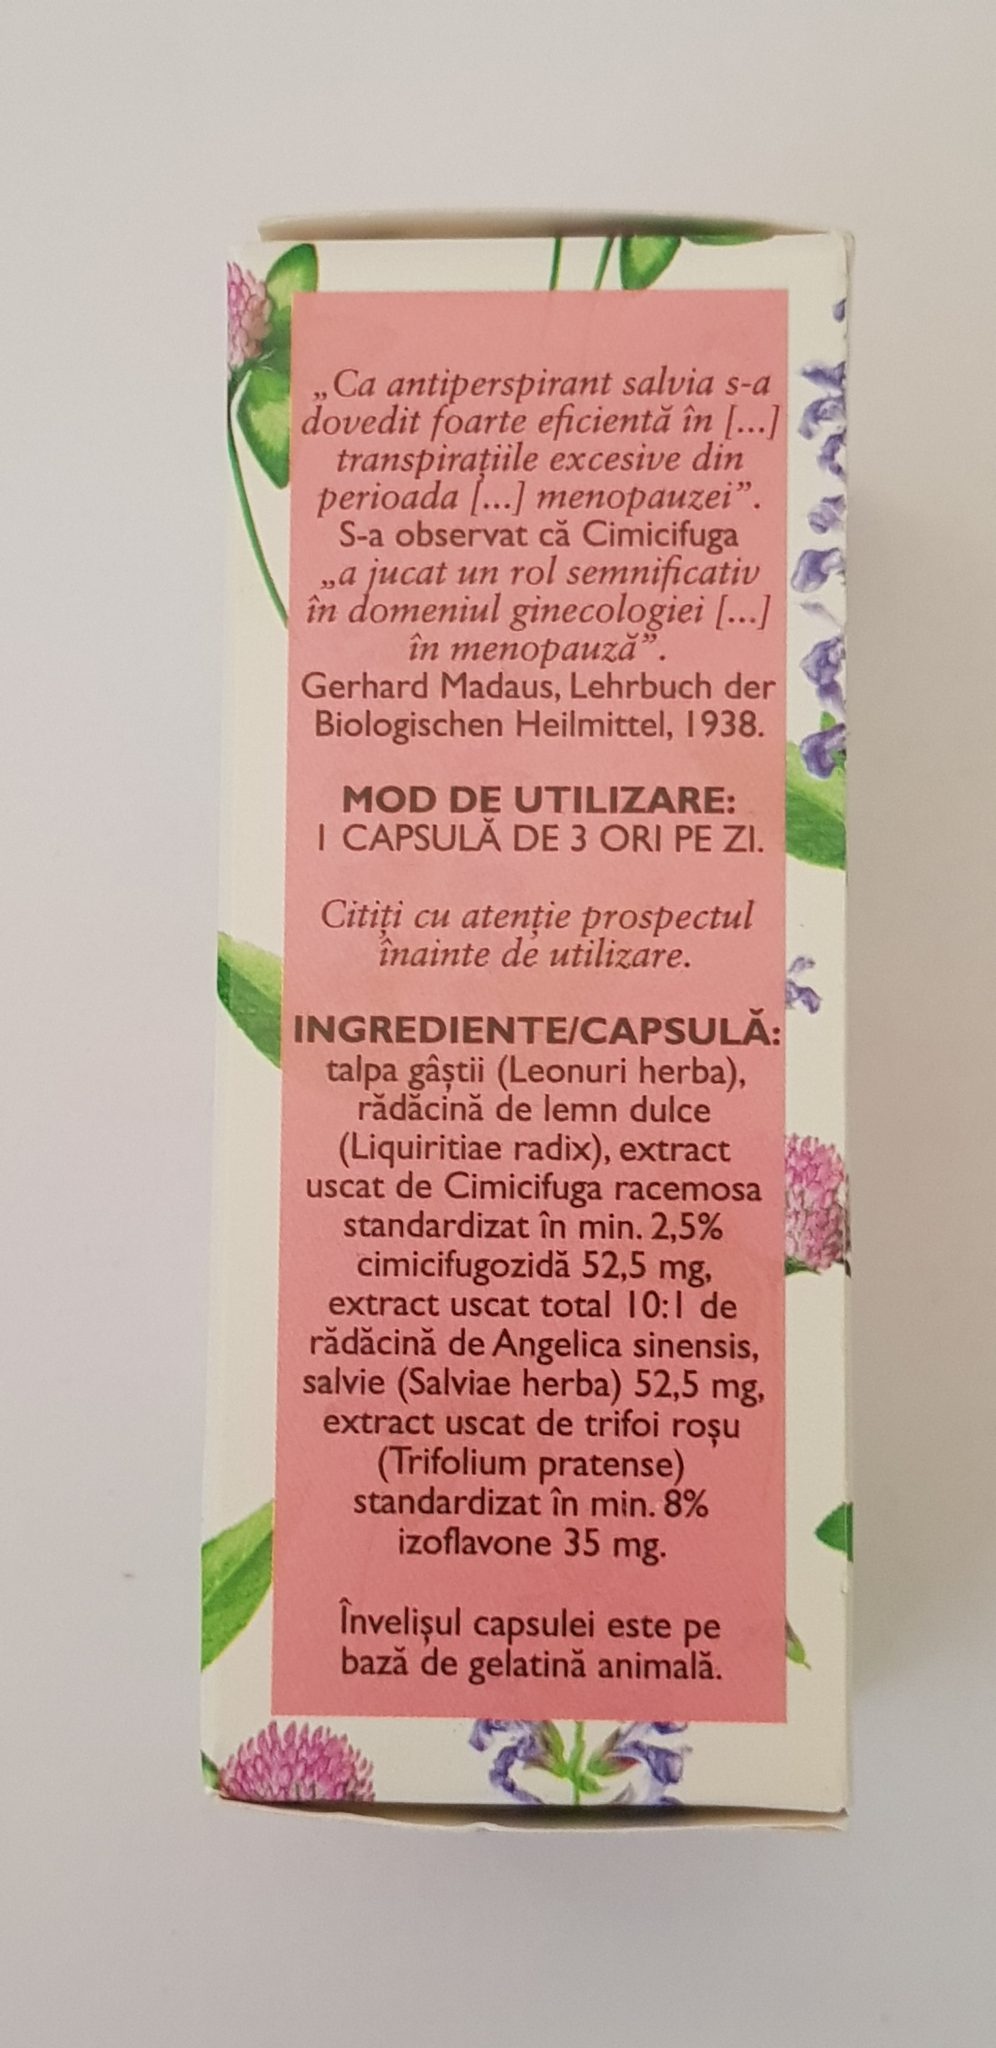 „Ca antiperspirant salvia s-a
dovedit foarte eficientă în [...]
transpirațiile excesive din
perioada [...] menopauzei”.
S-a observat că Cimicifuga
„a jucat un rol semnificativ
în domeniul ginecologiei [...]
în menopauză”.
Gerhard Madaus, Lehrbuch der
Biologischen Heilmittel, 1938.
MOD DE UTILIZARE:
1 CAPSULĂ DE 3 ORI PE ZI.
Citiți cu atenție prospectul
înainte de utilizare.
INGREDIENTE/CAPSULĂ:
talpa gâștii (Leonuri herba),
rădăcină de lemn dulce
(Liquiritiae radix), extract
uscat de Cimicifuga racemosa
standardizat în min. 2,5%
cimicifugozidă 52,5 mg,
extract uscat total 10:1 de
rădăcină de Angelica sinensis,
salvie (Salviae herba) 52,5 mg,
extract uscat de trifoi roșu
(Trifolium pratense)
standardizat în min. 8%
izoflavone 35 mg.
Învelișul capsulei este pe
bază de gelatină animală.